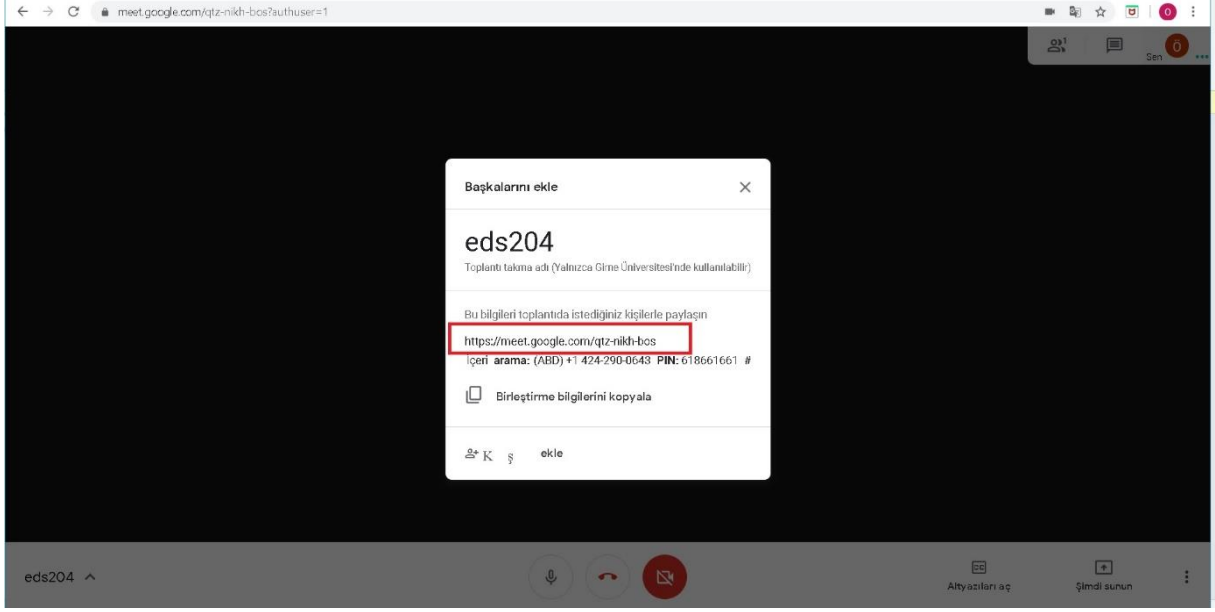 meet.google.com/qtz-nikh-bos?authuser=1
O
1
Sen
Ö
Başkalarını ekle
eds204
Toplantı takma adı (Yalnızca Girne Üniversitesi'nde kullanılabilir)
Bu bilgileri toplantıda istediğiniz kişilerle paylaşın
https://meet.google.com/qtz-nikh-bos
İçeri arama: (ABD) +1 424-290-0643 PIN: 618661661 #
Birleştirme bilgilerini kopyala
K ş ekle
eds204
Altyazıları aç
Şimdi sunun